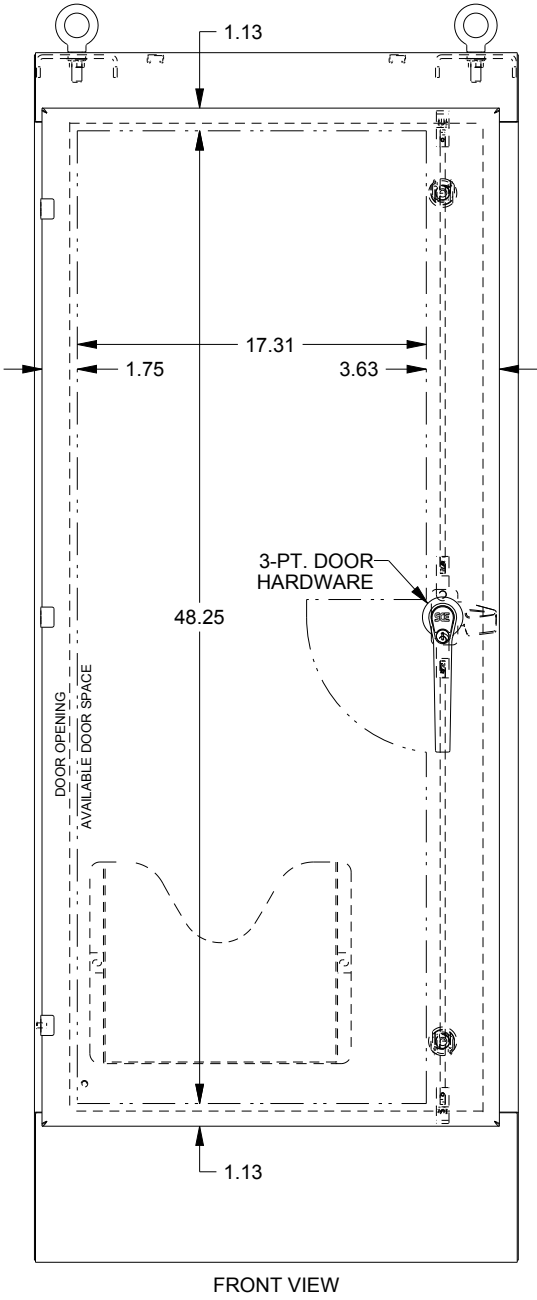 1.13
17.31
1.75
3.63
3-PT. DOOR
HARDWARE
SCE
48.25
DOOR OPENING
AVAILABLE DOOR SPACE
1.13
FRONT VIEW